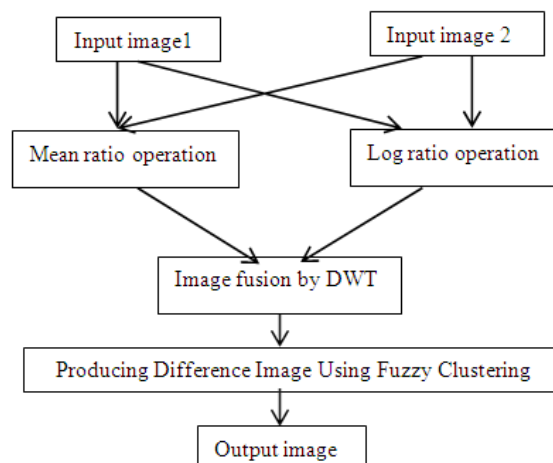 Input image1
Input image 2
Mean ratio operation
Log ratio operation
Image fusion by DWT
Producing Difference Image Using Fuzzy Clustering
Output image